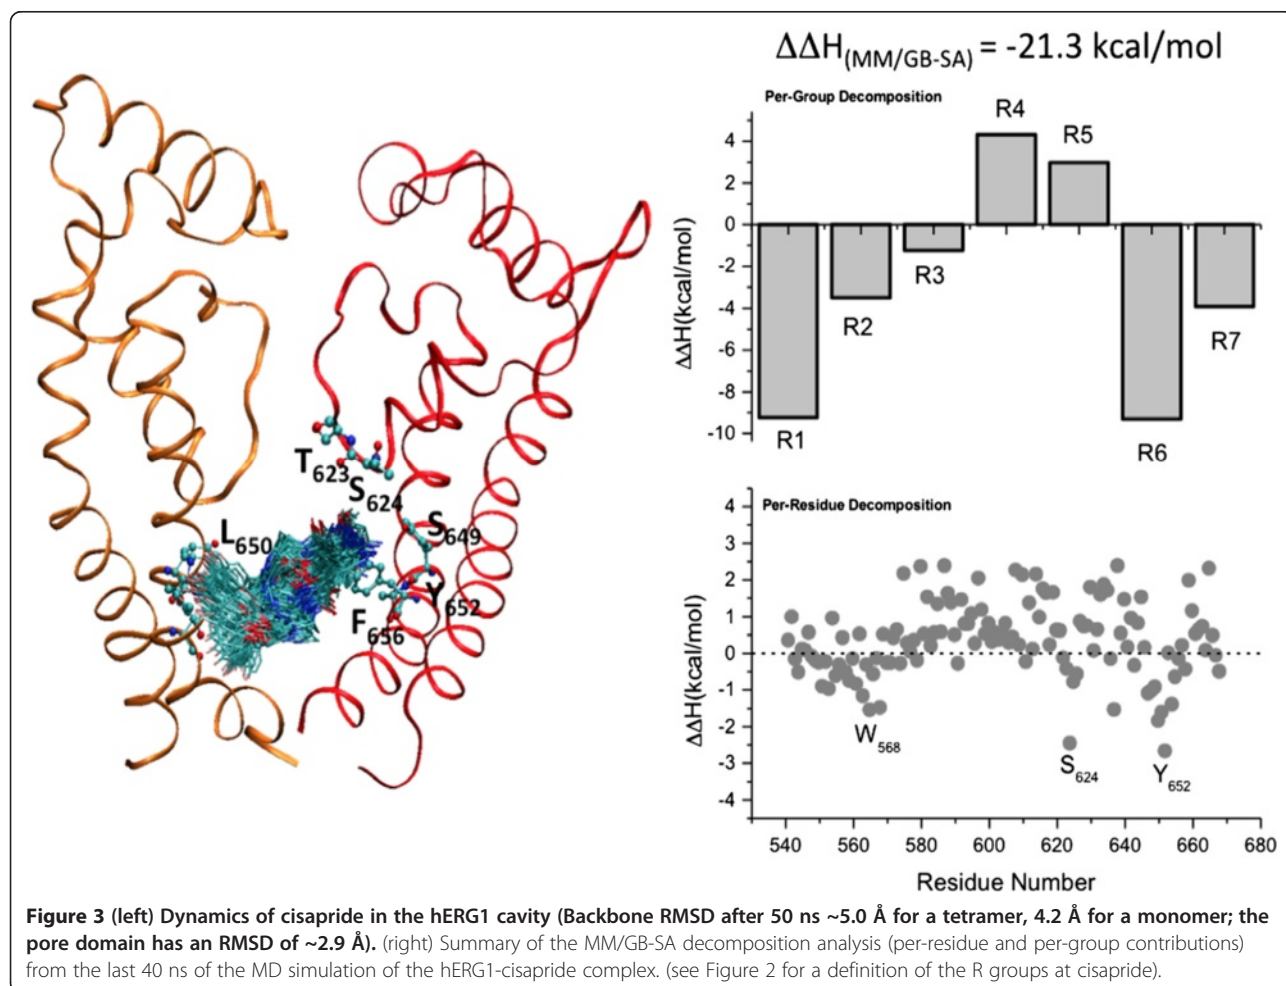 ΔΔH(MM/GB-SA) = -21.3 kcal/mol
Per-Group Decomposition
ΔΔH(kcal/mol)
4
2
0
-2
-4
-6
-8
-10
R1
R2
R3
R4
R5
R6
R7
T623
S624
L650
S649
Y652
F656
Per-Residue Decomposition
ΔΔH(kcal/mol)
4
3
2
1
0
-1
-2
-3
-4
W568
S624
Y652
540 560 580 600 620 640 660 680
Residue Number
Figure 3 (left) Dynamics of cisapride in the hERG1 cavity (Backbone RMSD after 50 ns ~5.0 Å for a tetramer, 4.2 Å for a monomer; the
pore domain has an RMSD of ~2.9 Å). (right) Summary of the MM/GB-SA decomposition analysis (per-residue and per-group contributions)
from the last 40 ns of the MD simulation of the hERG1-cisapride complex. (see Figure 2 for a definition of the R groups at cisapride).